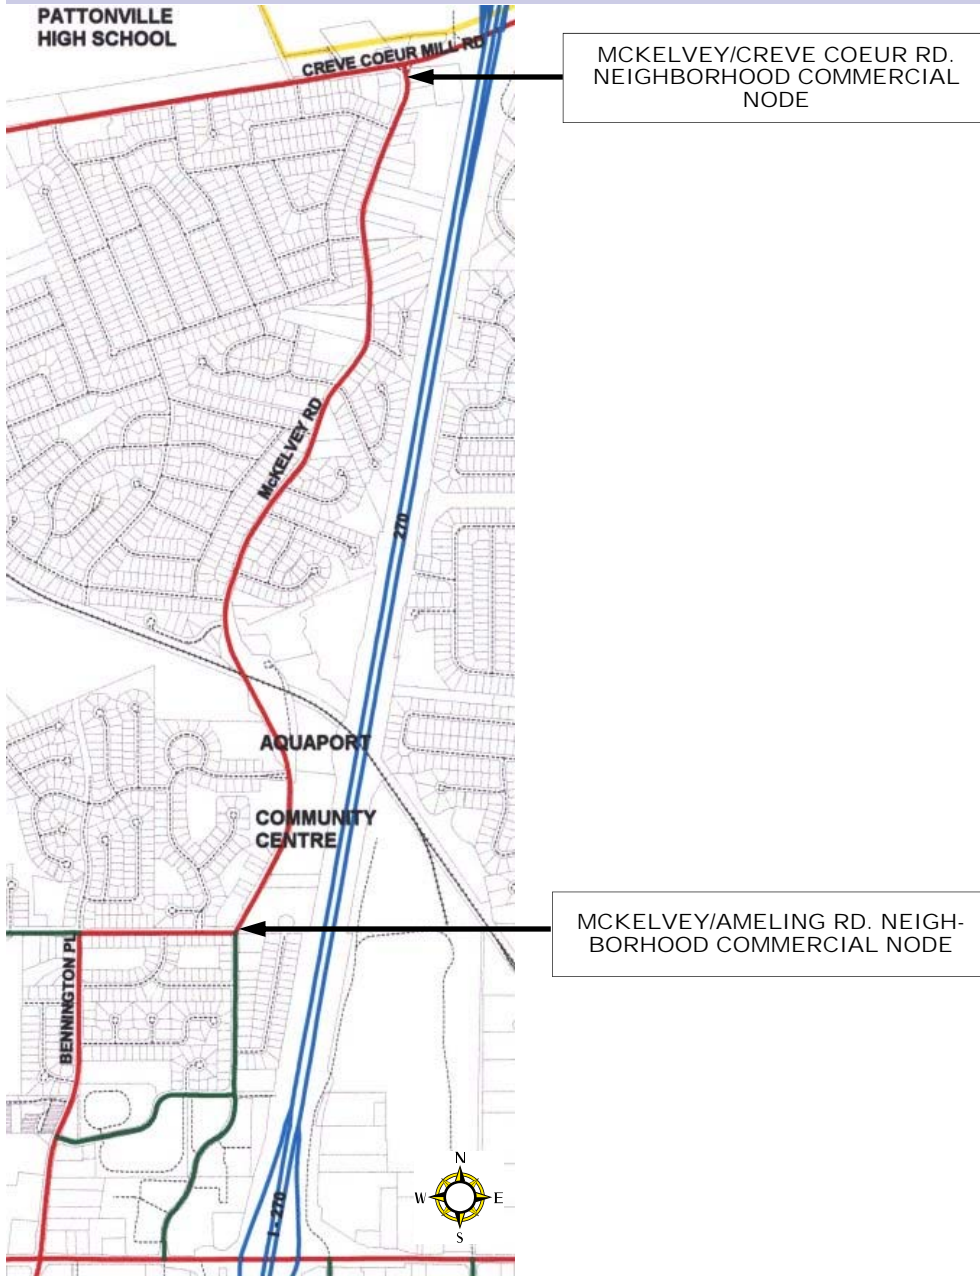 PATTONVILLE
HIGH SCHOOL
CREVE COEUR MILL RD
MCKELVEY/CREVE COEUR RD.
NEIGHBORHOOD COMMERCIAL
NODE
McKELVEY RD
270
AQUAPORT
COMMUNITY
CENTRE
MCKELVEY/AMELING RD. NEIGH-
BORHOOD COMMERCIAL NODE
BENNINGTON PL
N
W E
S
I - 270